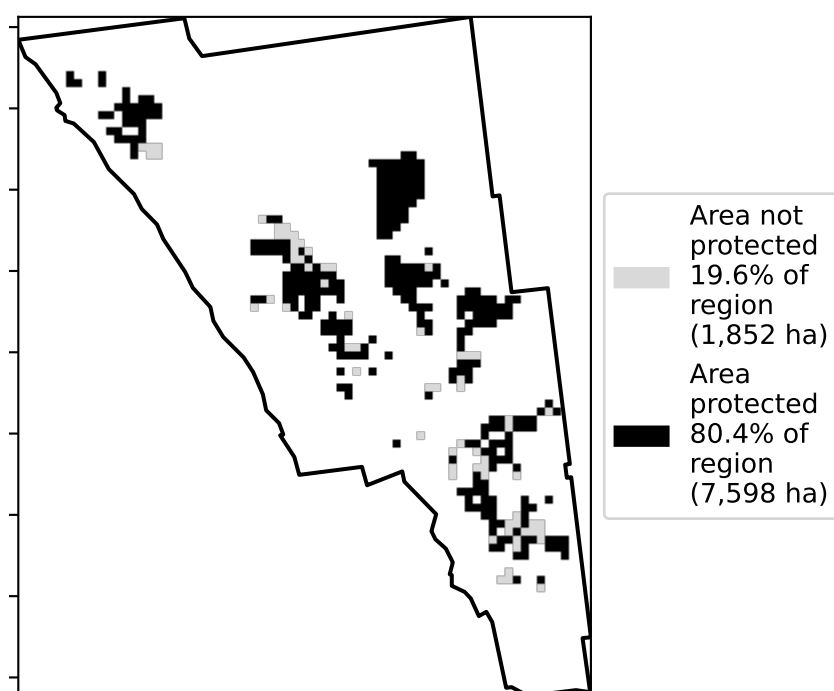 Area not
protected
19.6% of
region
(1,852 ha)
Area
protected
80.4% of
region
(7,598 ha)